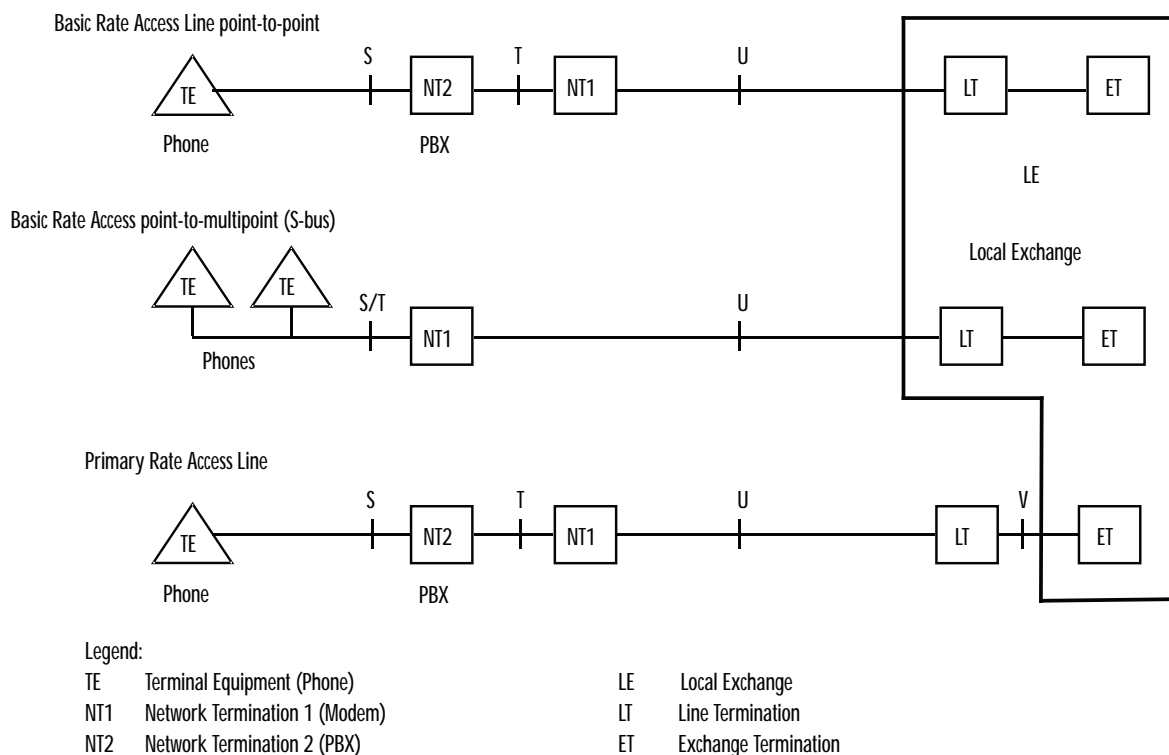 Basic Rate Access Line point-to-point
S T U
TE NT2 NT1 LT ET
Phone PBX
LE
Basic Rate Access point-to-multipoint (S-bus)
Local Exchange
TE TE
S/T U
NT1 LT ET
Phones
Primary Rate Access Line
S T U V
TE NT2 NT1 LT ET
Phone PBX
Legend:
TE Terminal Equipment (Phone) LE Local Exchange
NT1 Network Termination 1 (Modem) LT Line Termination
NT2 Network Termination 2 (PBX) ET Exchange Termination